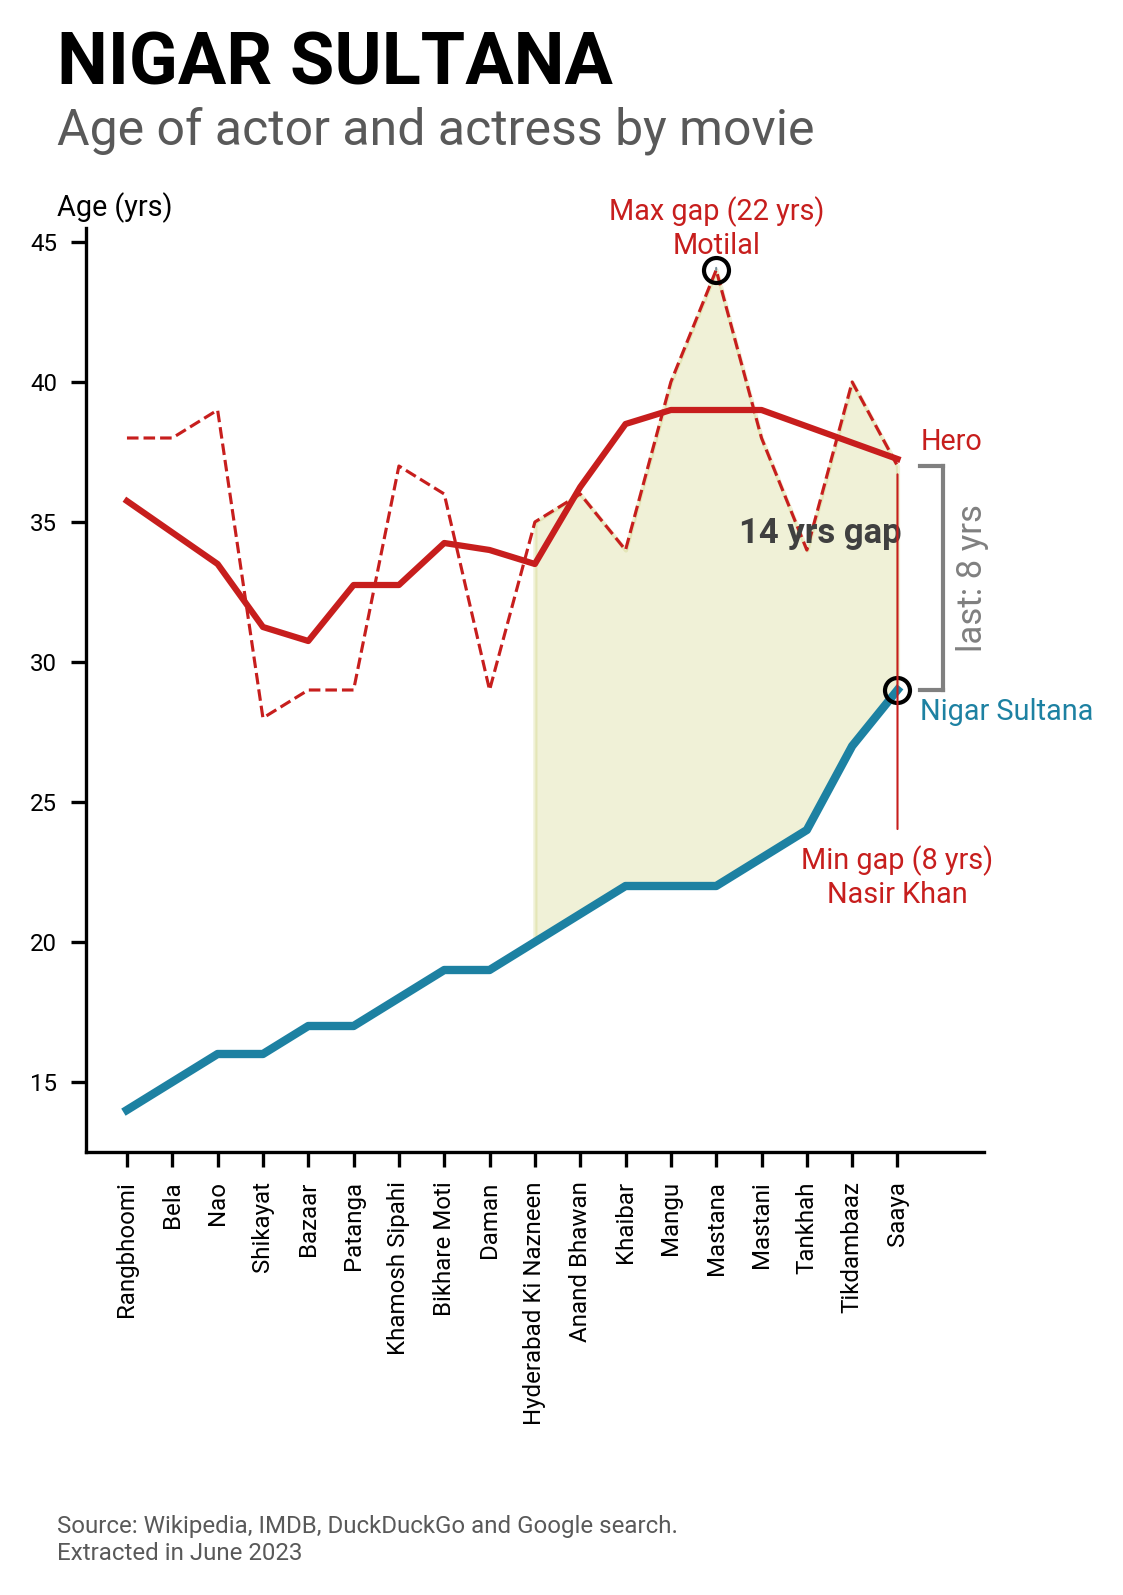 NIGAR SULTANA
Age of actor and actress by movie
Age (yrs)
Max gap (22 yrs)
Motilal
45
40
35
30
25
20
15
Hero
14 yrs gap
last: 8 yrs
Nigar Sultana
Min gap (8 yrs)
Nasir Khan
Rangbhoomi
Bela
Nao
Shikayat
Bazaar
Patanga
Khamosh Sipahi
Bikhare Moti
Daman
Hyderabad Ki Nazneen
Anand Bhawan
Khaibar
Mangu
Mastana
Mastani
Tankhah
Tikdambaaz
Saaya
Source: Wikipedia, IMDB, DuckDuckGo and Google search.
Extracted in June 2023